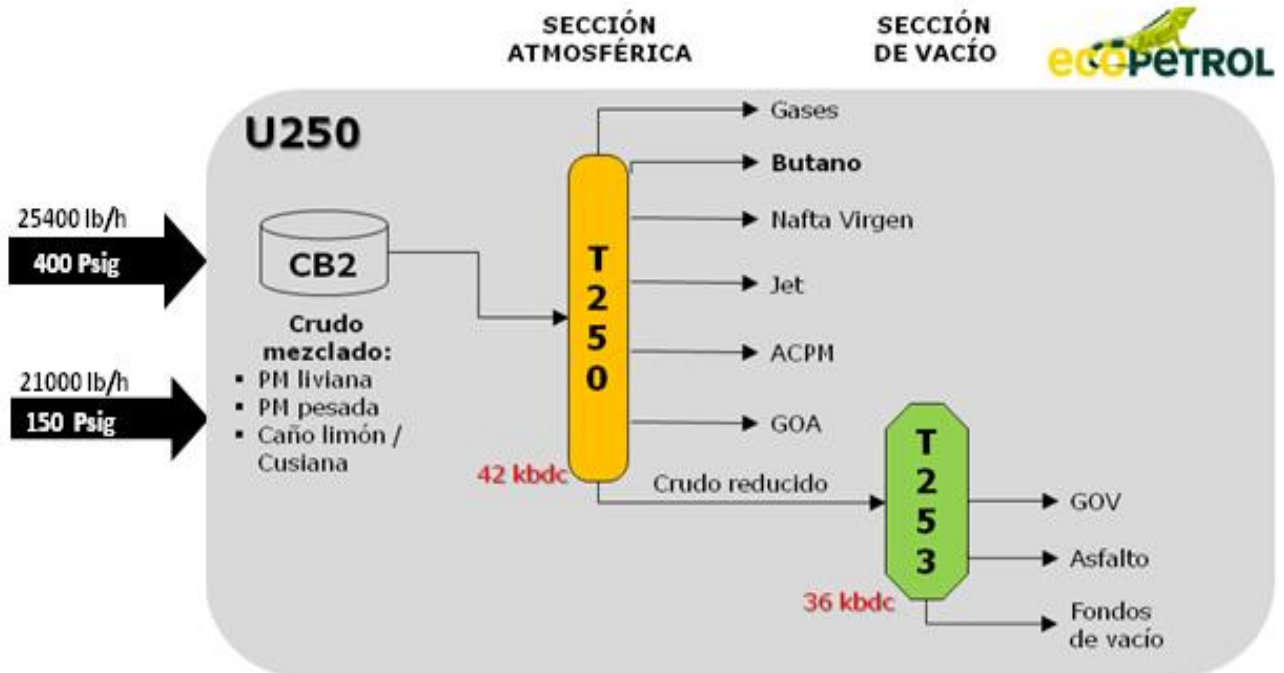 SECCIÓN
ATMOSFÉRICA
SECCIÓN
DE VACÍO
ecoPETROL
U250
25400 lb/h
400 Psig
21000 lb/h
150 Psig
CB2
Crudo
mezclado:
▪ PM liviana
▪ PM pesada
▪ Caño limón /
Cusiana
T
2
5
0
42 kbdc
Gases
Butano
Nafta Virgen
Jet
ACPM
GOA
Crudo reducido
T
2
5
3
36 kbdc
GOV
Asfalto
Fondos
de vacío